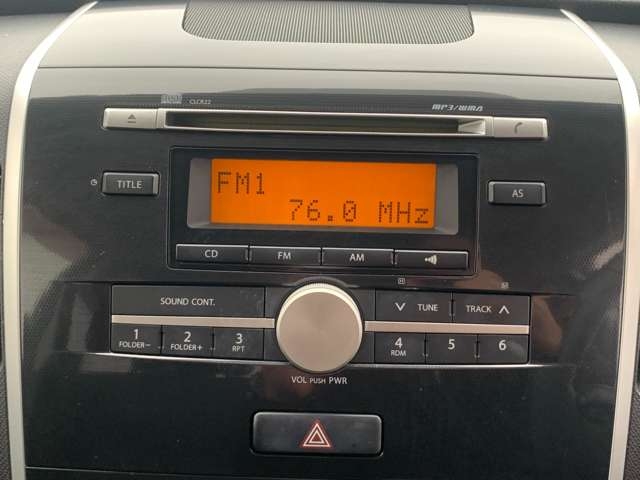 CLCR22
MP3/WMA
TITLE
FM1
76.0 MHz
AS
CD
FM
AM
SOUND CONT.
TUNE
TRACK
1
FOLDER-
2
FOLDER+
3
RPT
4
RDM
5
6
VOL PUSH PWR